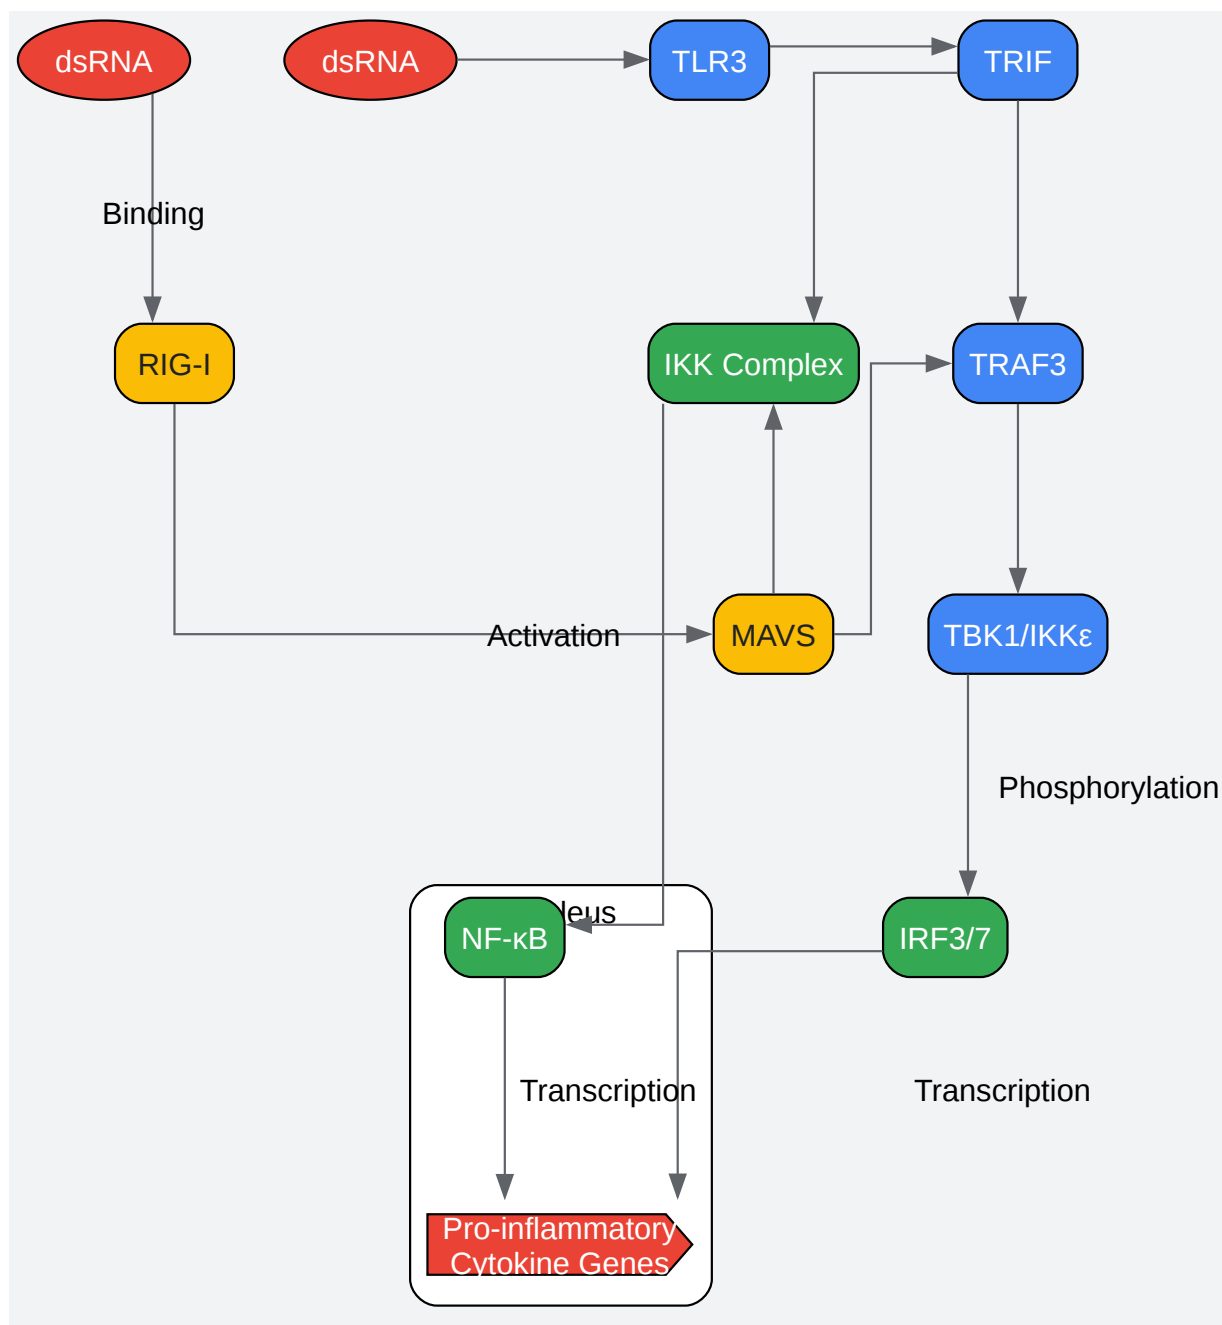 dsRNA
dsRNA
TLR3
TRIF
Binding
RIG-I
IKK Complex
TRAF3
Activation
MAVS
TBK1/IKKε
Phosphorylation
leus
NF-κB
IRF3/7
Transcription
Transcription
Pro-inflammatory
Cytokine Genes